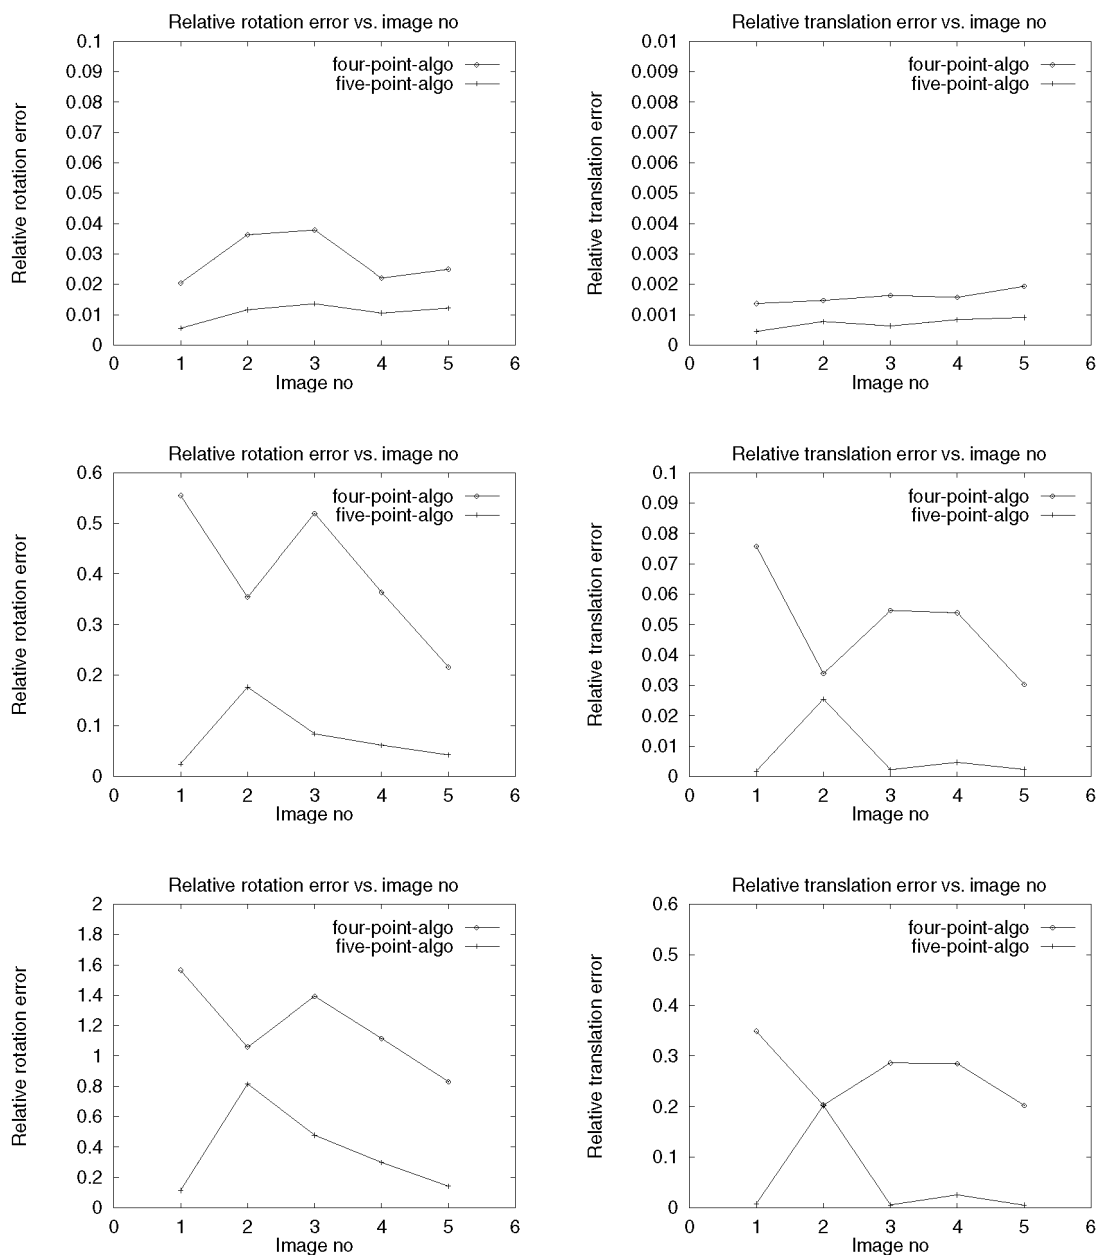 Relative rotation error vs. image no
0.1
0.09
0.08
0.07
0.06
0.05
0.04
0.03
0.02
0.01
0
Relative rotation error
four-point-algo
five-point-algo
0 1 2 3 4 5 6
Image no
Relative translation error vs. image no
0.01
0.009
0.008
0.007
0.006
0.005
0.004
0.003
0.002
0.001
0
Relative translation error
four-point-algo
five-point-algo
0 1 2 3 4 5 6
Image no
Relative rotation error vs. image no
0.6
0.5
0.4
0.3
0.2
0.1
0
Relative rotation error
four-point-algo
five-point-algo
0 1 2 3 4 5 6
Image no
Relative translation error vs. image no
0.1
0.09
0.08
0.07
0.06
0.05
0.04
0.03
0.02
0.01
0
Relative translation error
four-point-algo
five-point-algo
0 1 2 3 4 5 6
Image no
Relative rotation error vs. image no
2
1.8
1.6
1.4
1.2
1
0.8
0.6
0.4
0.2
0
Relative rotation error
four-point-algo
five-point-algo
0 1 2 3 4 5 6
Image no
Relative translation error vs. image no
0.6
0.5
0.4
0.3
0.2
0.1
0
Relative translation error
four-point-algo
five-point-algo
0 1 2 3 4 5 6
Image no